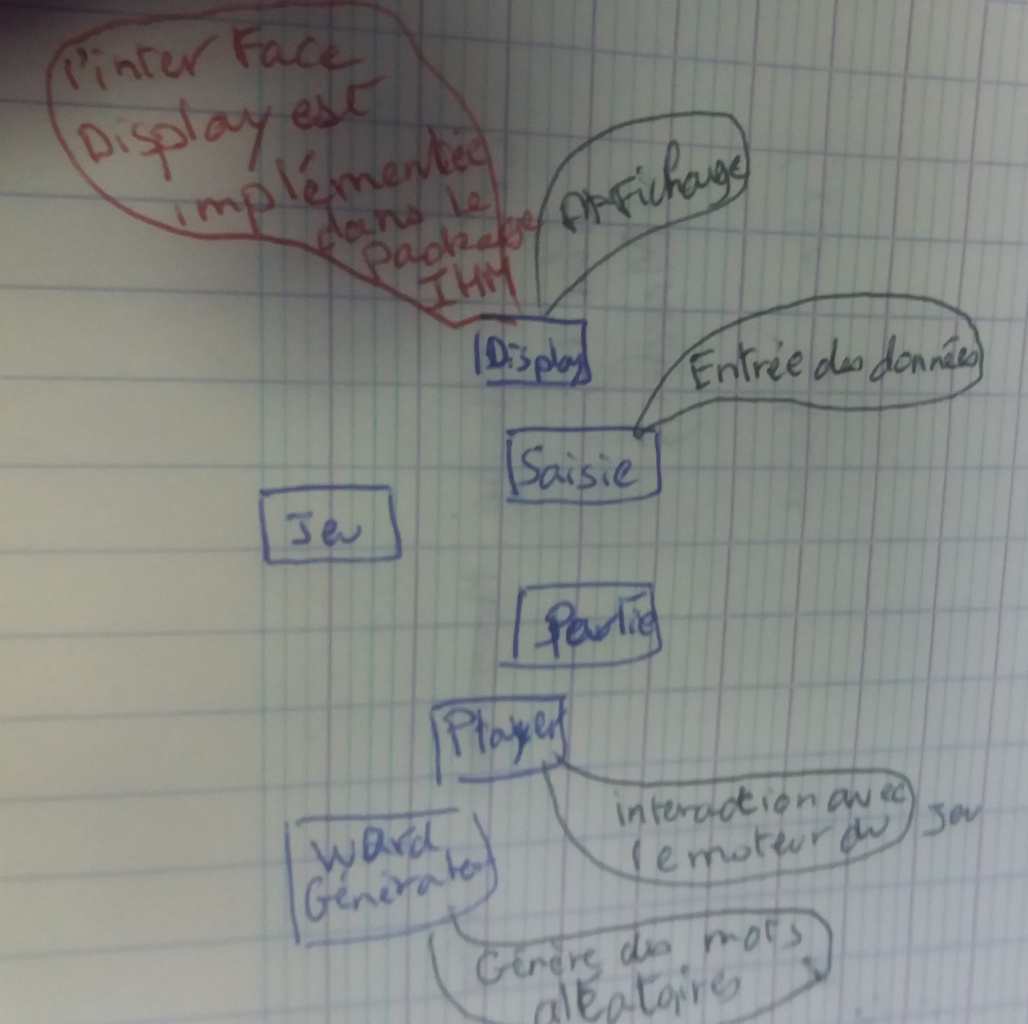 l'interface
Display est
implémentée
dans le
package
IHM
Affichage
Display
Entrée des données
Saisie
Jeu
Partie
Player
interaction avec
le moteur du Jeu
Word
Générator
Génère des mots
aléatoires